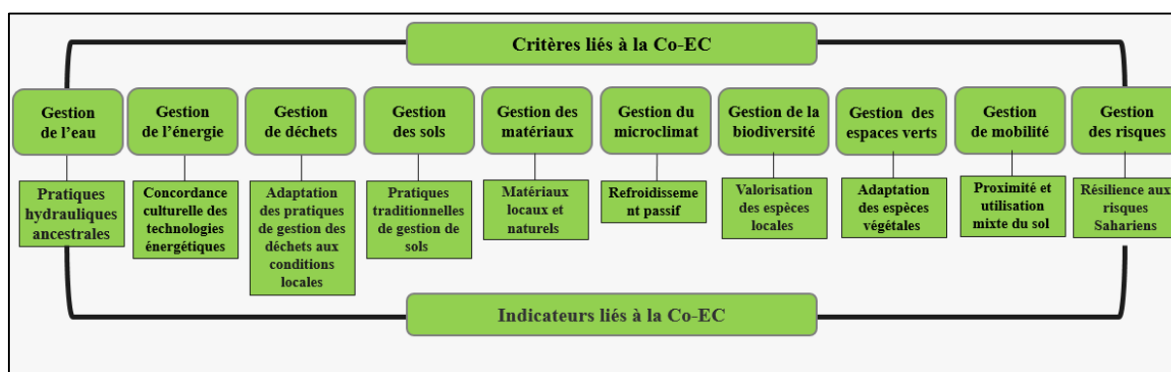 Critères liés à la Co-EC
Gestion
de l'eau
Gestion
de l'énergie
Gestion
de déchets
Gestion
des sols
Gestion des
matériaux
Gestion du
microclimat
Gestion de la
biodiversité
Gestion des
espaces verts
Gestion
de mobilité
Gestion
des risques
Pratiques
hydrauliques
ancestrales
Concordance
culturelle des
technologies
énergétiques
Adaptation
des pratiques
de gestion des
déchets aux
conditions
locales
Pratiques
traditionnelles
de gestion de
sols
Matériaux
locaux et
naturels
Refroidisseme
nt passif
Valorisation
des espèces
locales
Adaptation
des espèces
végétales
Proximité et
utilisation
mixte du sol
Résilience aux
risques
Sahariens
Indicateurs liés à la Co-EC